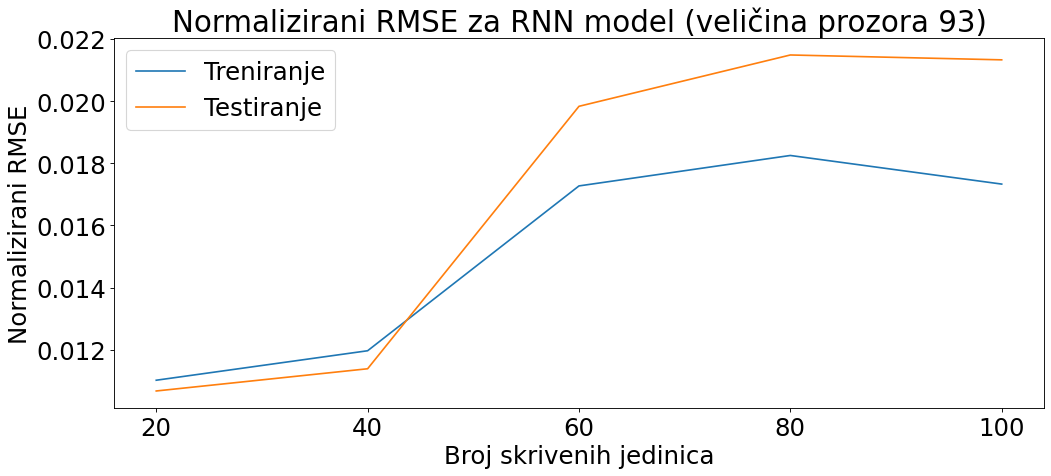 Normalizirani RMSE za RNN model (veličina prozora 93)
Normalizirani RMSE
0.022
0.020
0.018
0.016
0.014
0.012
Treniranje
Testiranje
20 40 60 80 100
Broj skrivenih jedinica